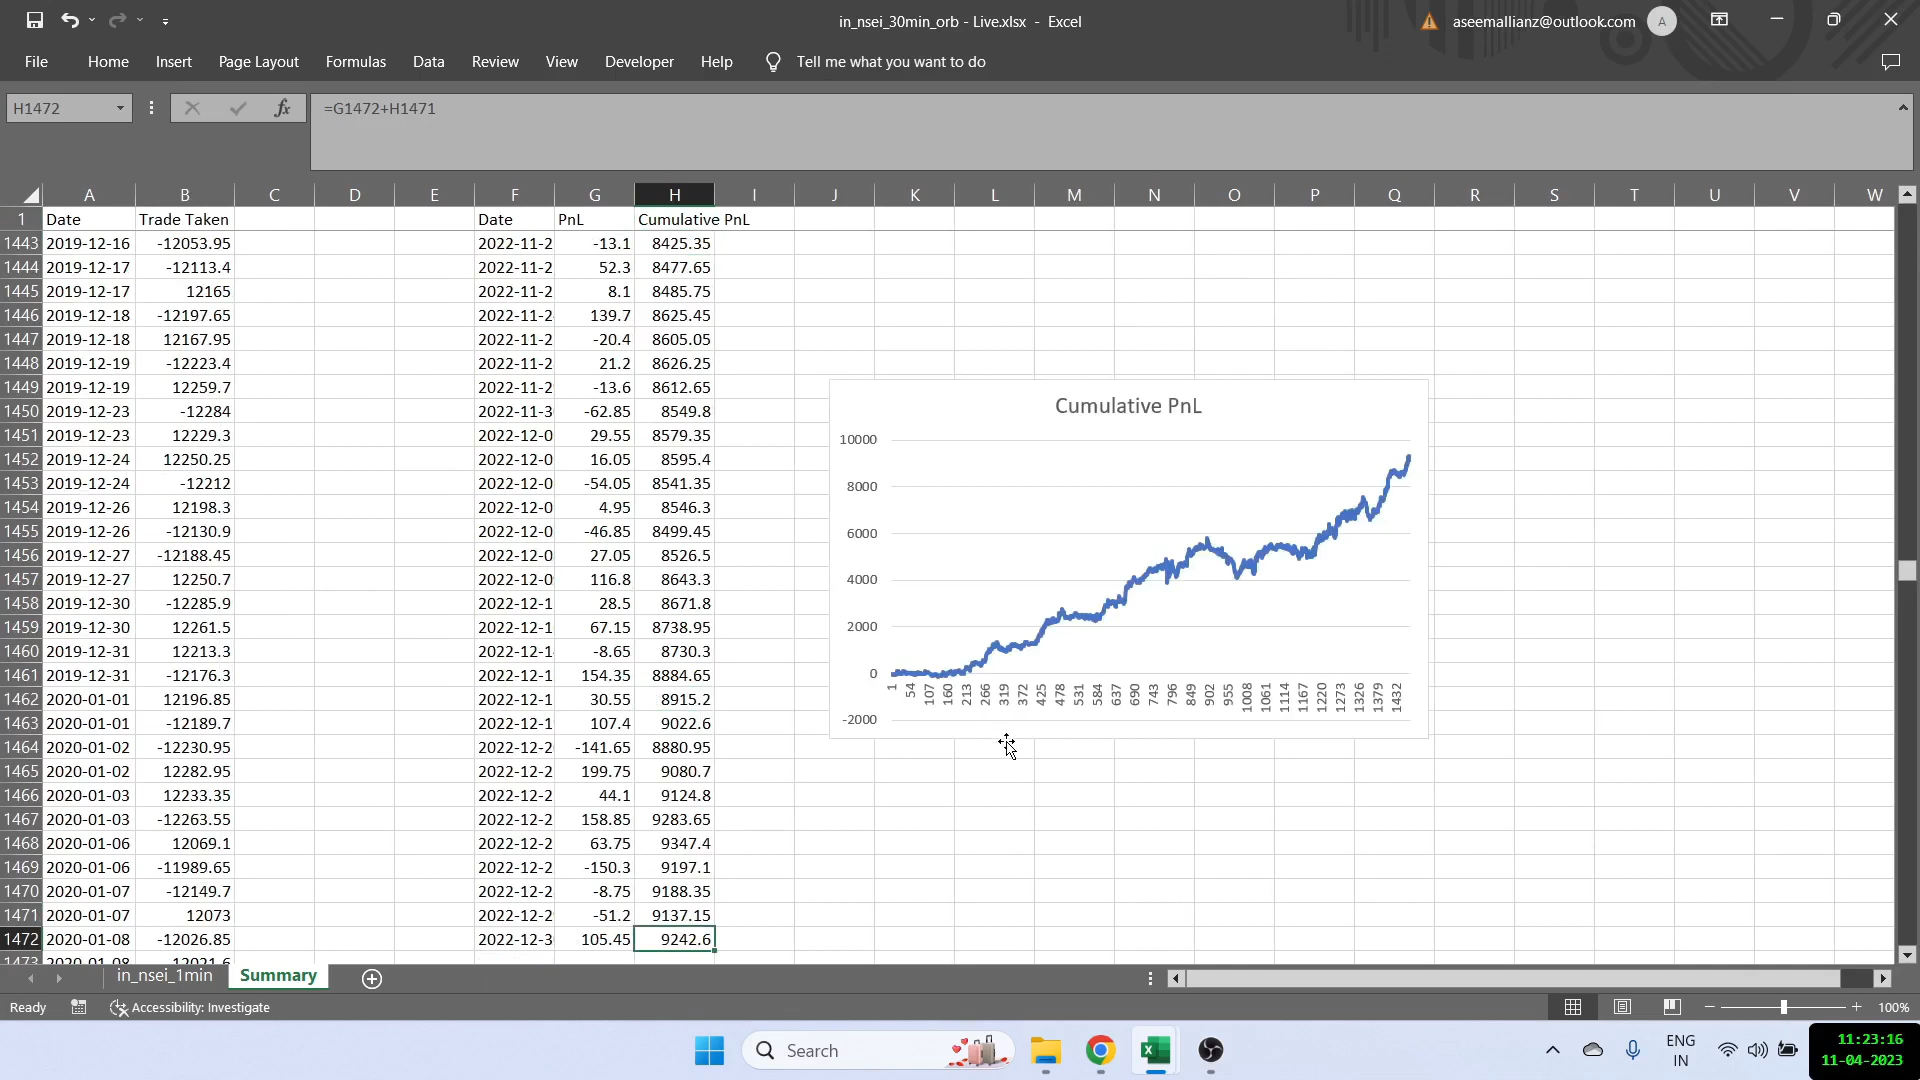 in_nsei_30min_orb - Live.xlsx - Excel
aseemallianz@outlook.com
A
File Home Insert Page Layout Formulas Data Review View Developer Help Tell me what you want to do
H1472 fx =G1472+H1471
A B C D E F G H I J K L M N O P Q R S T U V W
1 Date Trade Taken Date PnL Cumulative PnL
1443 2019-12-16 -12053.95 2022-11-2 -13.1 8425.35
1444 2019-12-17 -12113.4 2022-11-2 52.3 8477.65
1445 2019-12-17 12165 2022-11-2 8.1 8485.75
1446 2019-12-18 -12197.65 2022-11-2 139.7 8625.45
1447 2019-12-18 12167.95 2022-11-2 -20.4 8605.05
1448 2019-12-19 -12223.4 2022-11-2 21.2 8626.25
1449 2019-12-19 12259.7 2022-11-2 -13.6 8612.65
1450 2019-12-23 -12284 2022-11-3 -62.85 8549.8
1451 2019-12-23 12229.3 2022-12-0 29.55 8579.35
1452 2019-12-24 12250.25 2022-12-0 16.05 8595.4
1453 2019-12-24 -12212 2022-12-0 -54.05 8541.35
1454 2019-12-26 12198.3 2022-12-0 4.95 8546.3
1455 2019-12-26 -12130.9 2022-12-0 -46.85 8499.45
1456 2019-12-27 -12188.45 2022-12-0 27.05 8526.5
1457 2019-12-27 12250.7 2022-12-0 116.8 8643.3
1458 2019-12-30 -12285.9 2022-12-1 28.5 8671.8
1459 2019-12-30 12261.5 2022-12-1 67.15 8738.95
1460 2019-12-31 12213.3 2022-12-1 -8.65 8730.3
1461 2019-12-31 -12176.3 2022-12-1 154.35 8884.65
1462 2020-01-01 12196.85 2022-12-1 30.55 8915.2
1463 2020-01-01 -12189.7 2022-12-1 107.4 9022.6
1464 2020-01-02 -12230.95 2022-12-2 -141.65 8880.95
1465 2020-01-02 12282.95 2022-12-2 199.75 9080.7
1466 2020-01-03 12233.35 2022-12-2 44.1 9124.8
1467 2020-01-03 -12263.55 2022-12-2 158.85 9283.65
1468 2020-01-06 12069.1 2022-12-2 63.75 9347.4
1469 2020-01-06 -11989.65 2022-12-2 -150.3 9197.1
1470 2020-01-07 -12149.7 2022-12-2 -8.75 9188.35
1471 2020-01-07 12073 2022-12-2 -51.2 9137.15
1472 2020-01-08 -12026.85 2022-12-3 105.45 9242.6
1473 2020-01-08 12021.6
Cumulative PnL
10000
8000
6000
4000
2000
0
-2000
1 54 107 160 213 266 319 372 425 478 531 584 637 690 743 796 849 902 955 1008 1061 1114 1167 1220 1273 1326 1379 1432
in_nsei_1min Summary
Ready Accessibility: Investigate 100%
Search
ENG
IN
11:23:16
11-04-2023